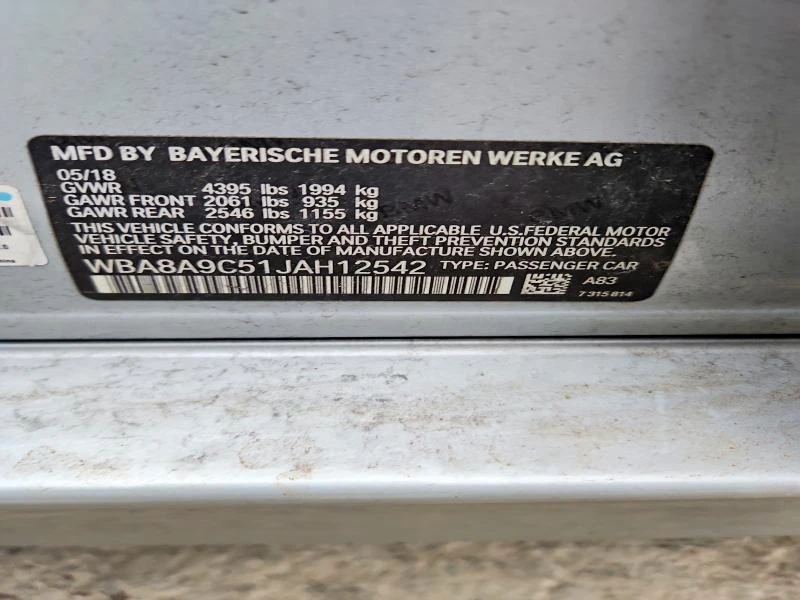 MFD BY BAYERISCHE MOTOREN WERKE AG
05/18
GVWR 4395 lbs 1994 kg
GAWR FRONT 2061 lbs 935 kg
GAWR REAR 2546 lbs 1155 kg
THIS VEHICLE CONFORMS TO ALL APPLICABLE U.S.FEDERAL MOTOR
VEHICLE SAFETY, BUMPER, AND THEFT PREVENTION STANDARDS
IN EFFECT ON THE DATE OF MANUFACTURE SHOWN ABOVE.
WBA8A9C51JAH12542 TYPE: PASSENGER CAR
A83
7315814
BMW
BMW